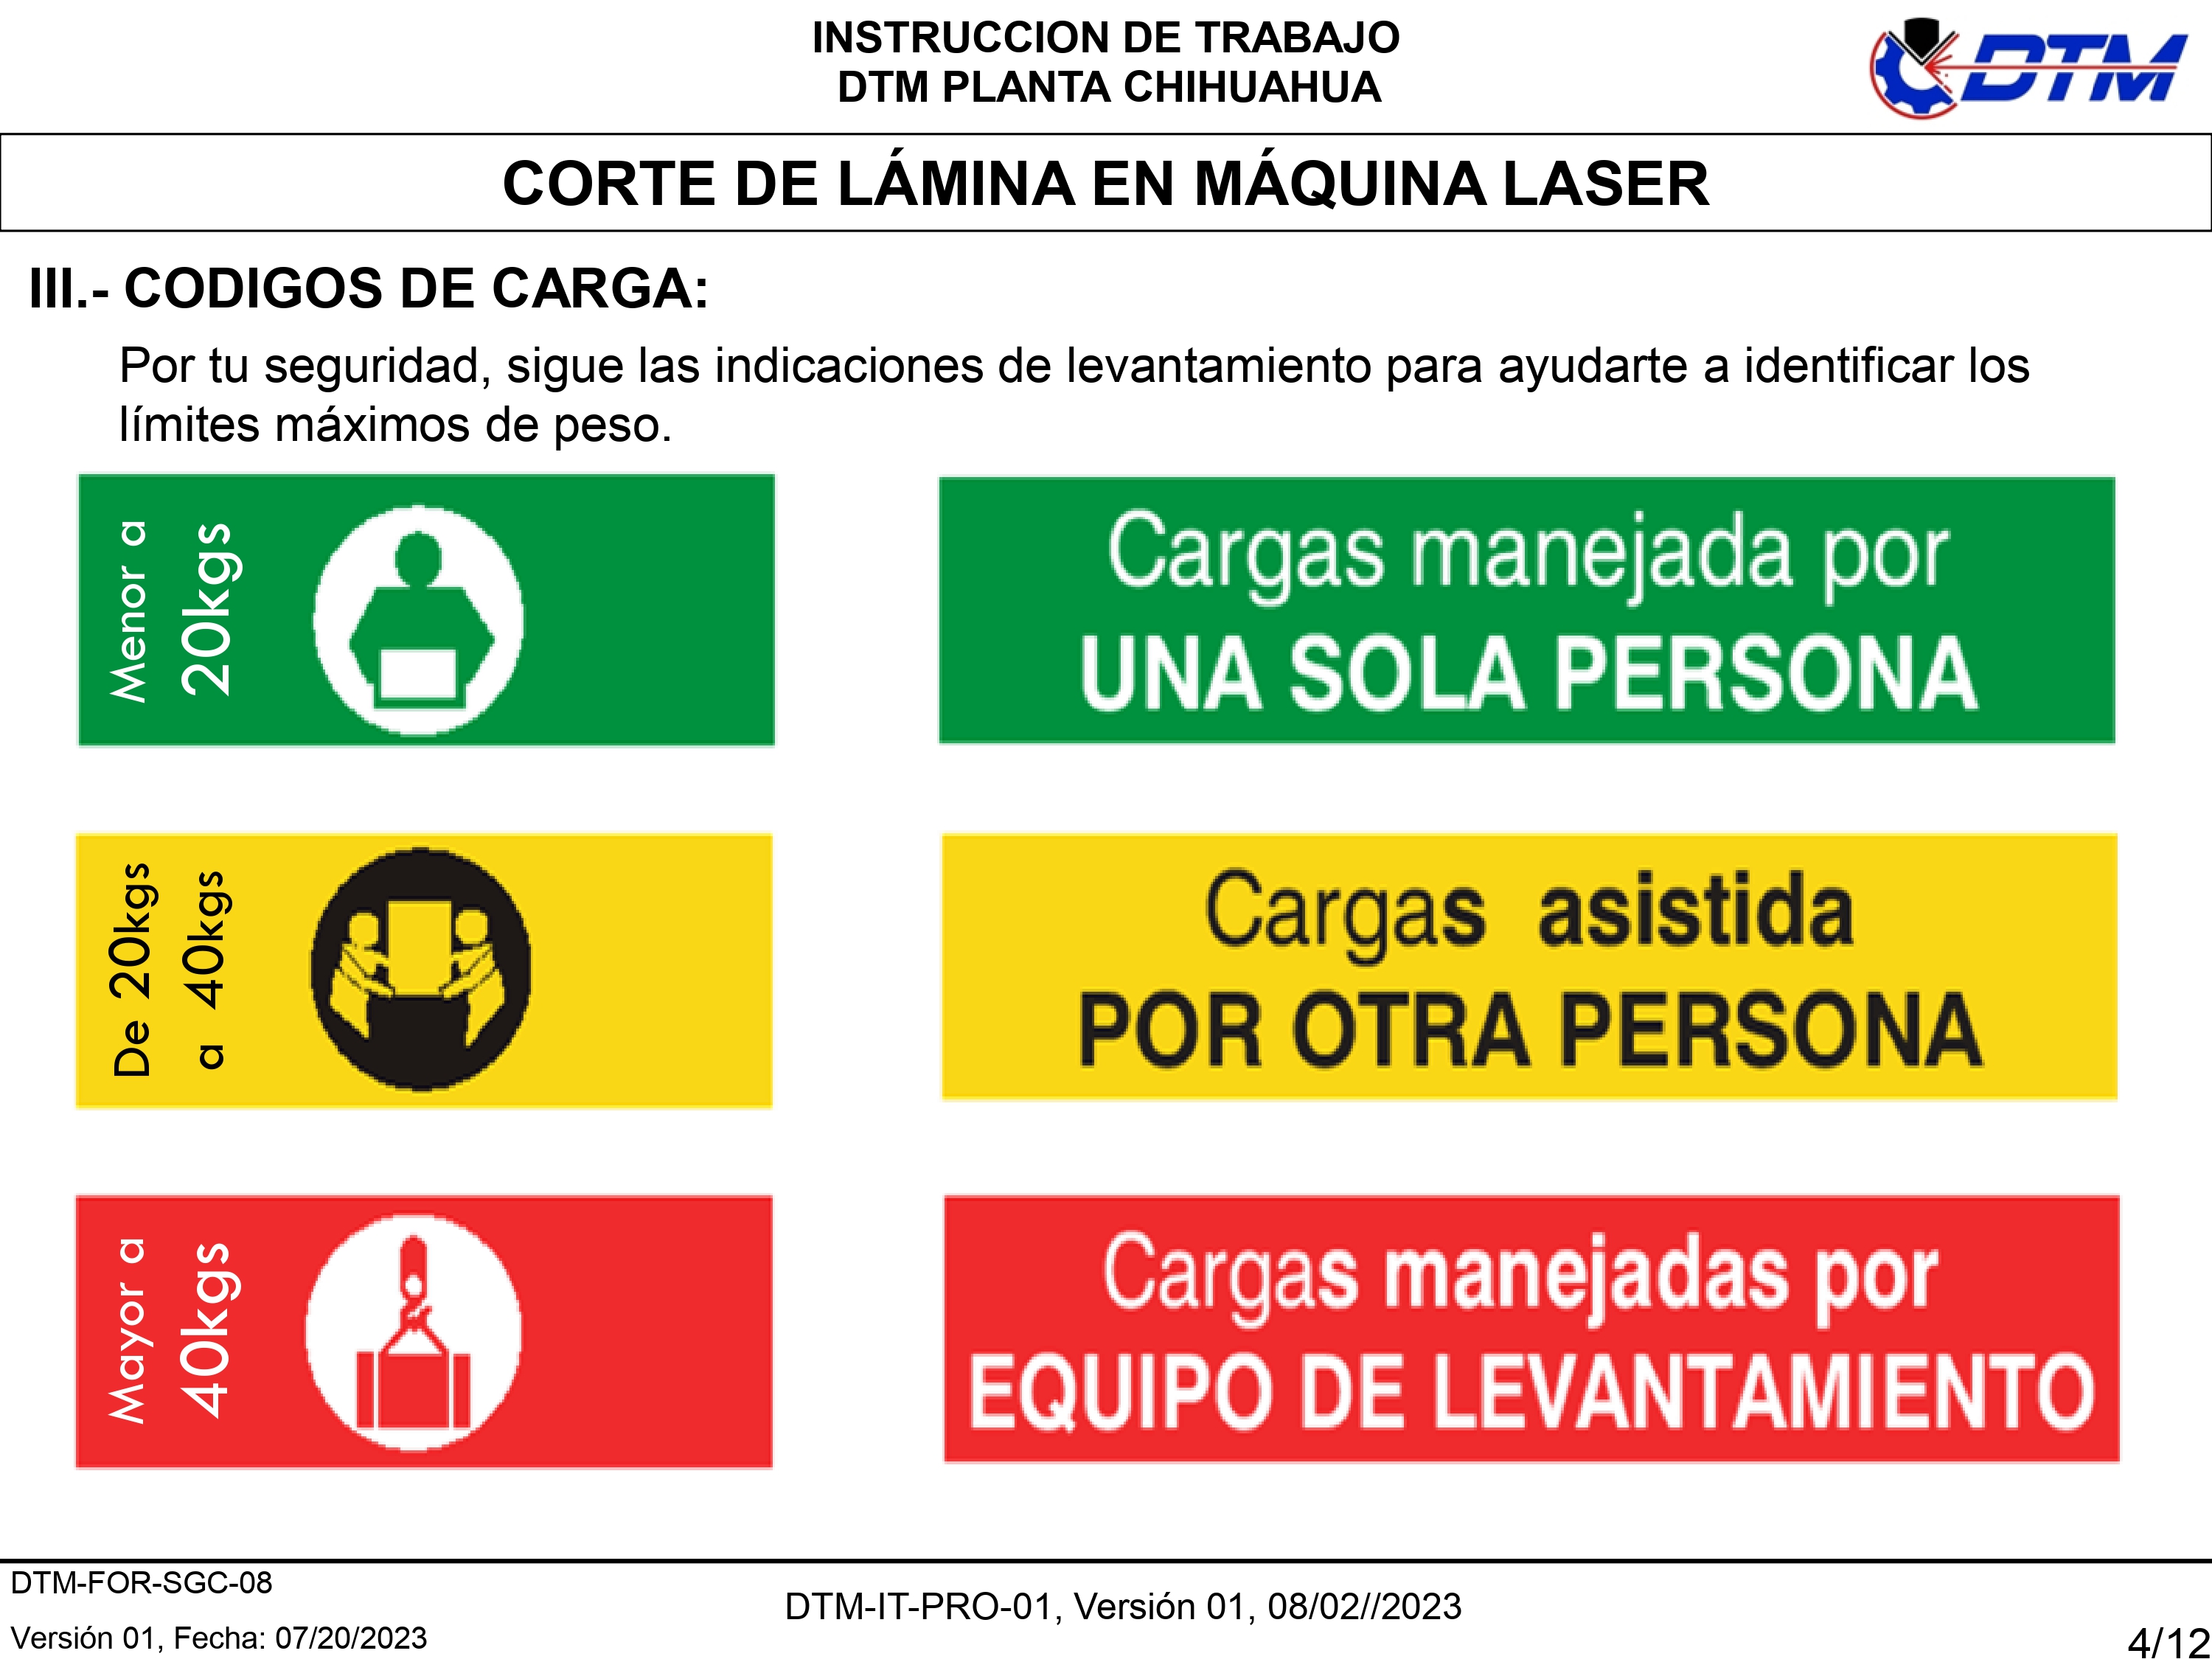 INSTRUCCION DE TRABAJO
DTM PLANTA CHIHUAHUA
DTM
CORTE DE LÁMINA EN MÁQUINA LASER
III.- CODIGOS DE CARGA:
Por tu seguridad, sigue las indicaciones de levantamiento para ayudarte a identificar los
límites máximos de peso.
Menor a
20kgs
Cargas manejada por
UNA SOLA PERSONA
De 20kgs
a 40kgs
Cargas asistida
POR OTRA PERSONA
Mayor a
40kgs
Cargas manejadas por
EQUIPO DE LEVANTAMIENTO
DTM-FOR-SGC-08
Versión 01, Fecha: 07/20/2023
DTM-IT-PRO-01, Versión 01, 08/02//2023
4/12